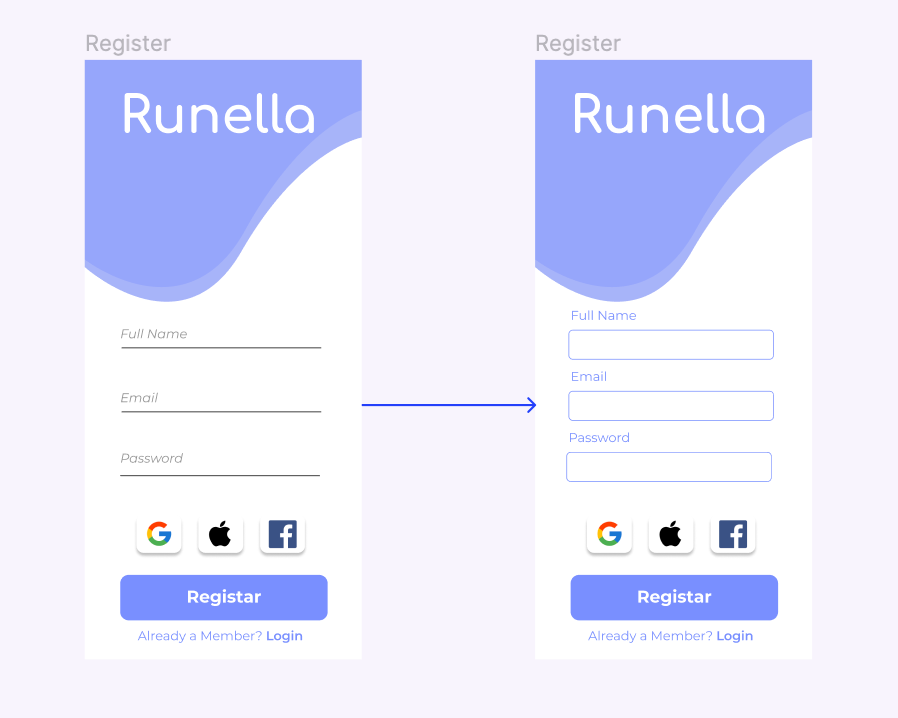 Register
Runella
Full Name
Email
Password
Registar
Already a Member? Login
Register
Runella
Full Name
Email
Password
Registar
Already a Member? Login